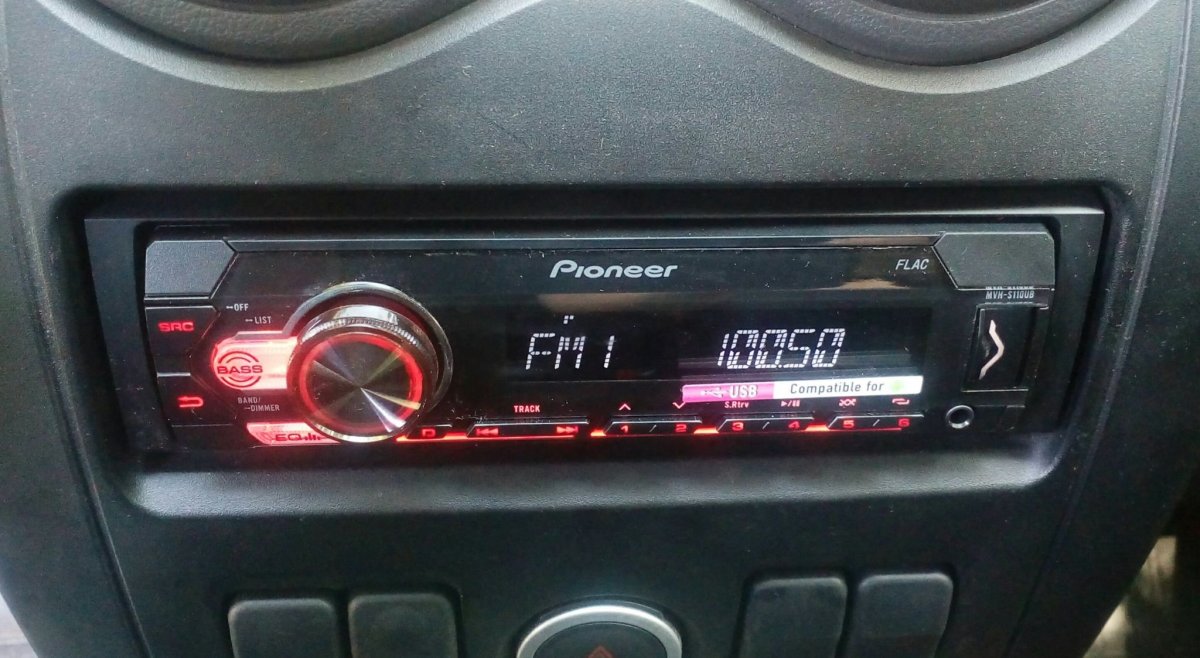 Pioneer
FLAC
MVH-S110UB
OFF
SRC
LIST
FM1 100.50
BASS
USB Compatible for
BAND/
DIMMER
TRACK
S.Rtrv
EQ
D
1 / 2
3 / 4
5 / 6